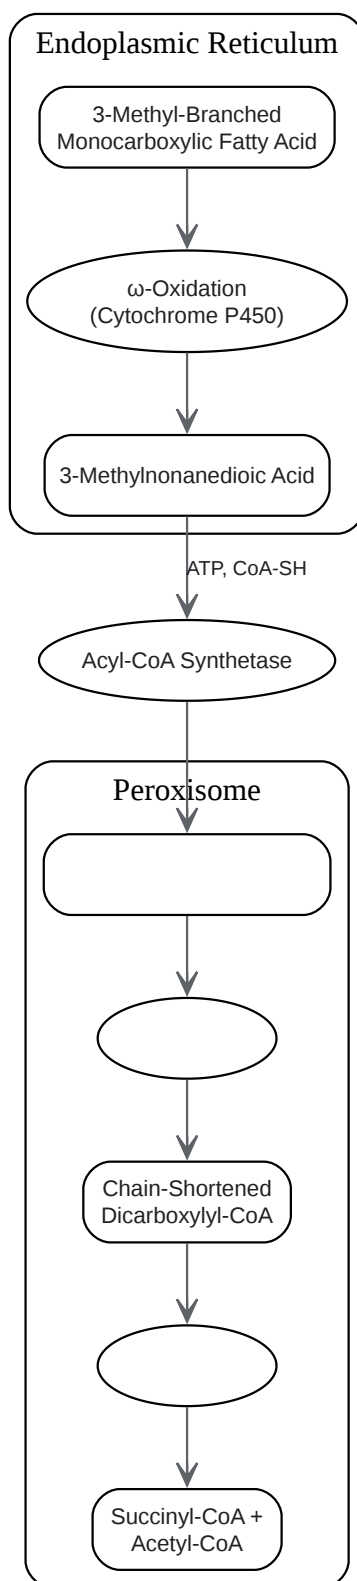 Endoplasmic Reticulum
3-Methyl-Branched
Monocarboxylic Fatty Acid
ω-Oxidation
(Cytochrome P450)
3-Methylnonanedioic Acid
ATP, CoA-SH
Acyl-CoA Synthetase
Peroxisome
Chain-Shortened
Dicarboxylyl-CoA
Succinyl-CoA +
Acetyl-CoA